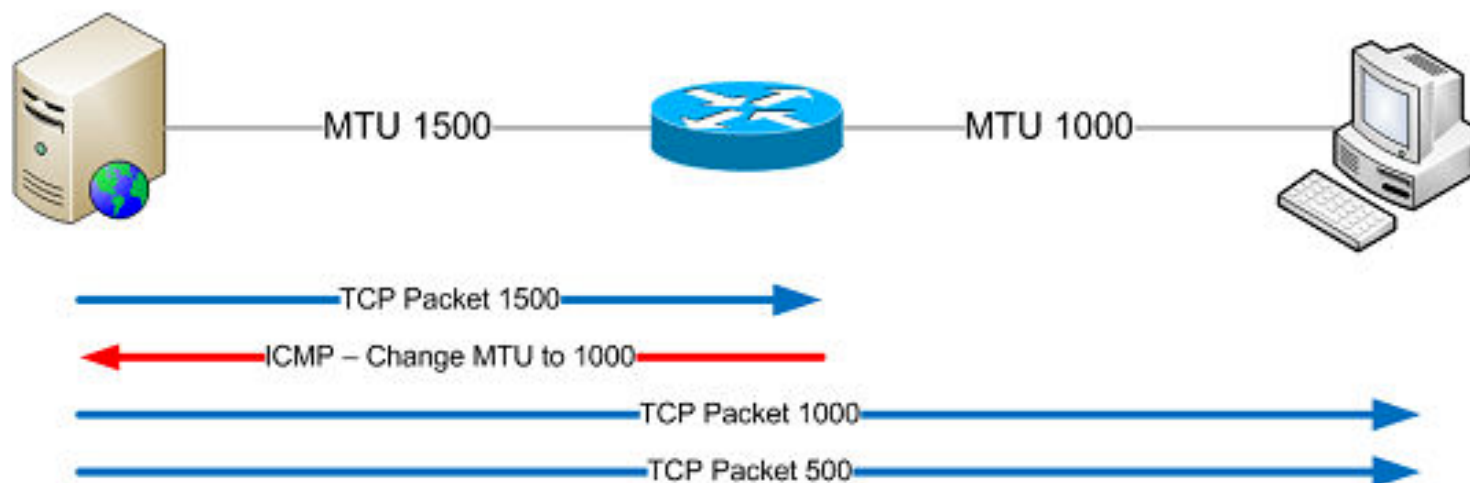 MTU 1500
MTU 1000
TCP Packet 1500
ICMP – Change MTU to 1000
TCP Packet 1000
TCP Packet 500